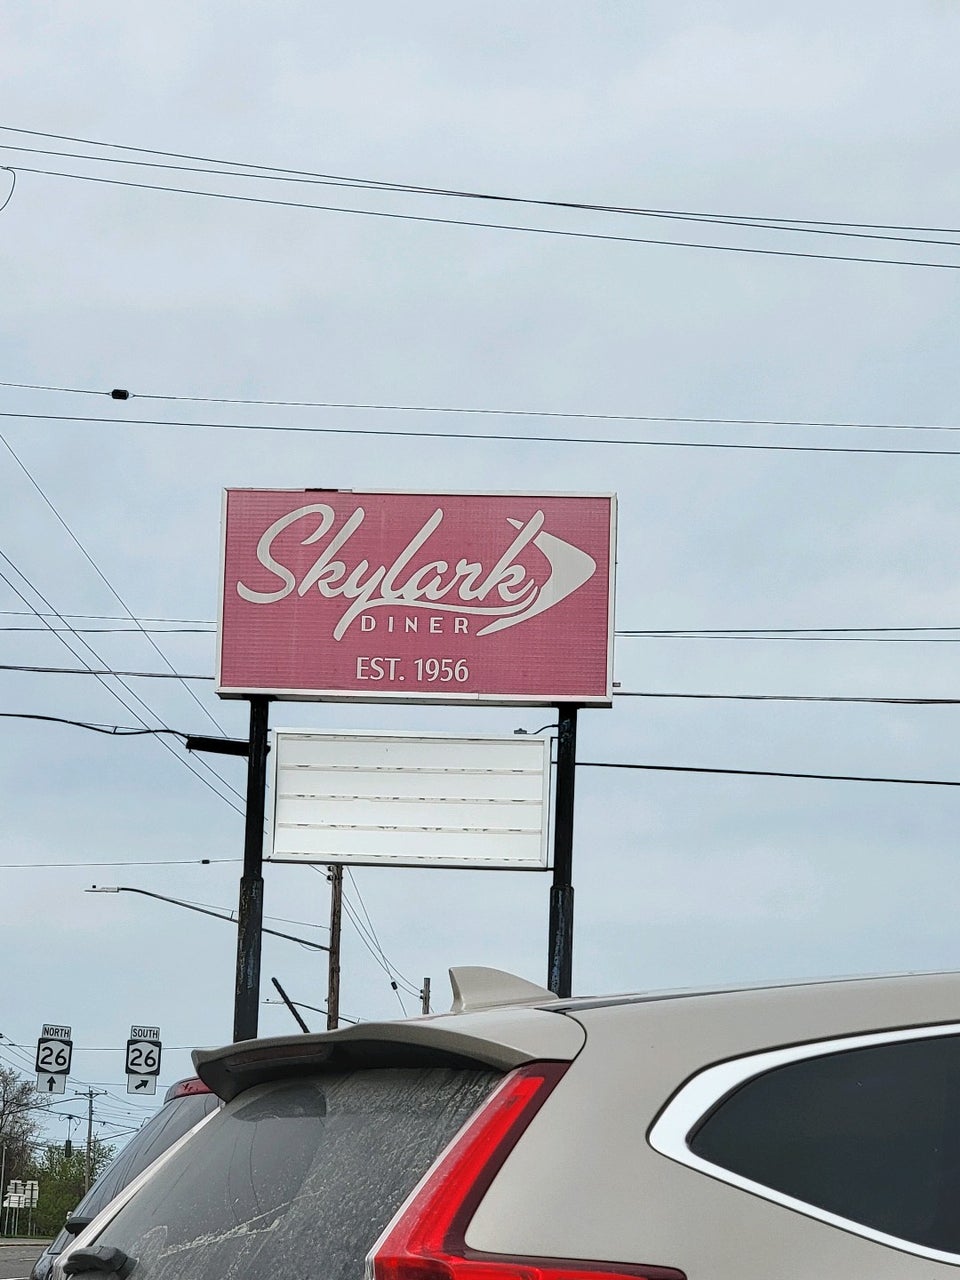 Skylark
DINER
EST. 1956
NORTH
26
SOUTH
26